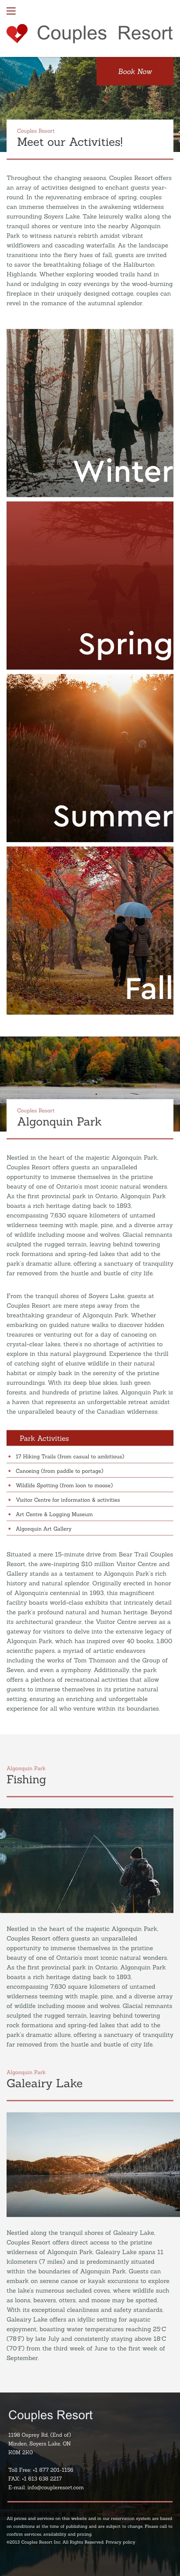 Couples Resort
Book Now
Couples Resort
Meet our Activities!
Throughout the changing seasons, Couples Resort offers
an array of activities designed to enchant guests year-
round. In the rejuvenating embrace of spring, couples
can immerse themselves in the awakening wilderness
surrounding Soyers Lake. Take leisurely walks along the
tranquil shores or venture into the nearby Algonquin
Park to witness nature's rebirth amidst vibrant
wildflowers and cascading waterfalls. As the landscape
transitions into the fiery hues of fall, guests are invited
to savor the breathtaking foliage of the Haliburton
Highlands. Whether exploring wooded trails hand in
hand or indulging in cozy evenings by the wood-burning
fireplace in their uniquely designed cottage, couples can
revel in the romance of the autumnal splendor.
Winter
Spring
Summer
Fall
Couples Resort
Algonquin Park
Nestled in the heart of the majestic Algonquin Park,
Couples Resort offers guests an unparalleled
opportunity to immerse themselves in the pristine
beauty of one of Ontario's most iconic natural wonders.
As the first provincial park in Ontario, Algonquin Park
boasts a rich heritage dating back to 1893,
encompassing 7,630 square kilometers of untamed
wilderness teeming with maple, pine, and a diverse array
of wildlife including moose and wolves. Glacial remnants
sculpted the rugged terrain, leaving behind towering
rock formations and spring-fed lakes that add to the
park's dramatic allure, offering a sanctuary of tranquility
far removed from the hustle and bustle of city life.
From the tranquil shores of Soyers Lake, guests at
Couples Resort are mere steps away from the
breathtaking grandeur of Algonquin Park. Whether
embarking on guided nature walks to discover hidden
treasures or venturing out for a day of canoeing on
crystal-clear lakes, there's no shortage of activities to
explore in this natural playground. Experience the thrill
of catching sight of elusive wildlife in their natural
habitat or simply bask in the serenity of the pristine
surroundings. With its deep blue skies, lush green
forests, and hundreds of pristine lakes, Algonquin Park is
a haven that represents an unforgettable retreat amidst
the unparalleled beauty of the Canadian wilderness.
Park Activities
17 Hiking Trails (from casual to ambitious)
Canoeing (from paddle to portage)
Wildlife Spotting (from loon to moose)
Visitor Centre for information & activities
Art Centre & Logging Museum
Algonquin Art Gallery
Situated a mere 15-minute drive from Bear Trail Couples
Resort, the awe-inspiring $10 million Visitor Centre and
Gallery stands as a testament to Algonquin Park's rich
history and natural splendor. Originally erected in honor
of Algonquin's centennial in 1993, this magnificent
facility boasts world-class exhibits that intricately detail
the park's profound natural and human heritage. Beyond
its architectural grandeur, the Visitor Centre serves as a
gateway for visitors to delve into the extensive legacy of
Algonquin Park, which has inspired over 40 books, 1,800
scientific papers, a myriad of artistic endeavors
including the works of Tom Thomson and the Group of
Seven, and even a symphony. Additionally, the park
offers a plethora of recreational activities that allow
guests to immerse themselves in its pristine natural
setting, ensuring an enriching and unforgettable
experience for all who venture within its boundaries.
Algonquin Park
Fishing
Nestled in the heart of the majestic Algonquin Park,
Couples Resort offers guests an unparalleled
opportunity to immerse themselves in the pristine
beauty of one of Ontario's most iconic natural wonders.
As the first provincial park in Ontario, Algonquin Park
boasts a rich heritage dating back to 1893,
encompassing 7,630 square kilometers of untamed
wilderness teeming with maple, pine, and a diverse array
of wildlife including moose and wolves. Glacial remnants
sculpted the rugged terrain, leaving behind towering
rock formations and spring-fed lakes that add to the
park's dramatic allure, offering a sanctuary of tranquility
far removed from the hustle and bustle of city life.
Algonquin Park
Galeairy Lake
Nestled along the tranquil shores of Galeairy Lake,
Couples Resort offers direct access to the pristine
wilderness of Algonquin Park. Galeairy Lake spans 11
kilometers (7 miles) and is predominantly situated
within the boundaries of Algonquin Park. Guests can
embark on serene canoe or kayak excursions to explore
the lake's numerous secluded coves, where wildlife such
as loons, beavers, otters, and moose may be spotted.
With its exceptional cleanliness and safety standards,
Galeairy Lake offers an idyllic setting for aquatic
enjoyment, boasting water temperatures reaching 25°C
(78°F) by late July and consistently staying above 18°C
(70°F) from the third week of June to the first week of
September.
Couples Resort
1198 Osprey Rd. (End of)
Minden: Soyers Lake, ON
K0M 2K0
Toll Free: +1 877 201-1198
FAX: +1 613 638 2217
E-mail: info@couplesresort.com
All prices and services on this website and in our reservation system are based
on conditions at the time of publishing and are subject to change. Please call to
confirm services, availability and pricing.
©2013 Couples Resort Inc. All Rights Reserved. Privacy policy